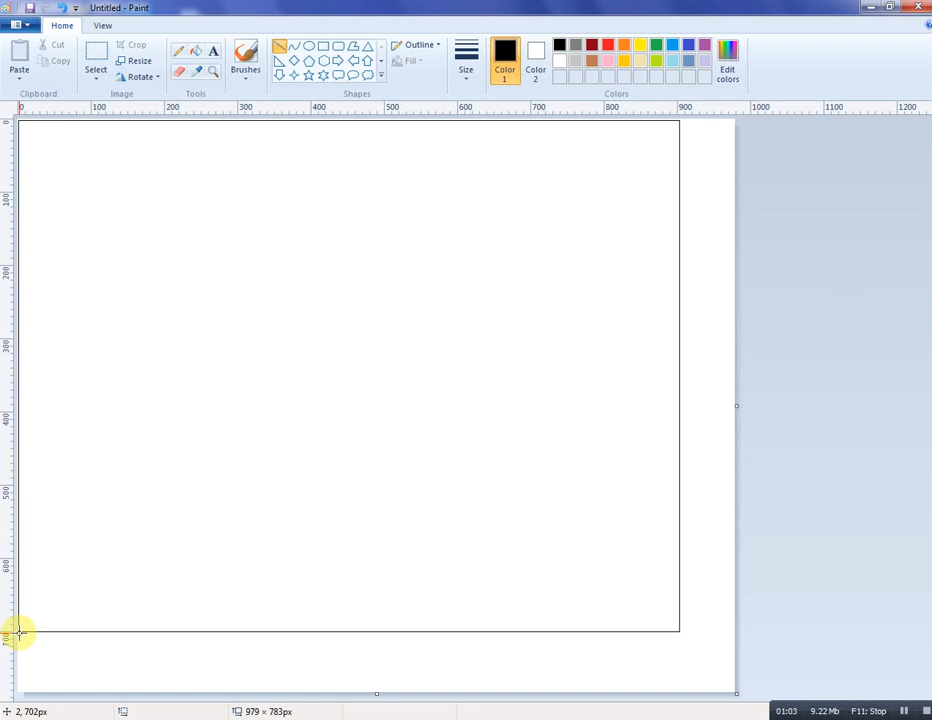 Untitled - Paint
Home View
Paste
Cut
Copy
Clipboard
Select
Crop
Resize
Rotate
Image
A
Tools
Brushes
Outline
Fill
Shapes
Size
Color 1
Color 2
Edit colors
Colors
0 100 200 300 400 500 600 700 800 900 1000 1100 1200
0
100
200
300
400
500
600
700
2, 702px
979 × 783px
01:03 9.22 Mb F11: Stop